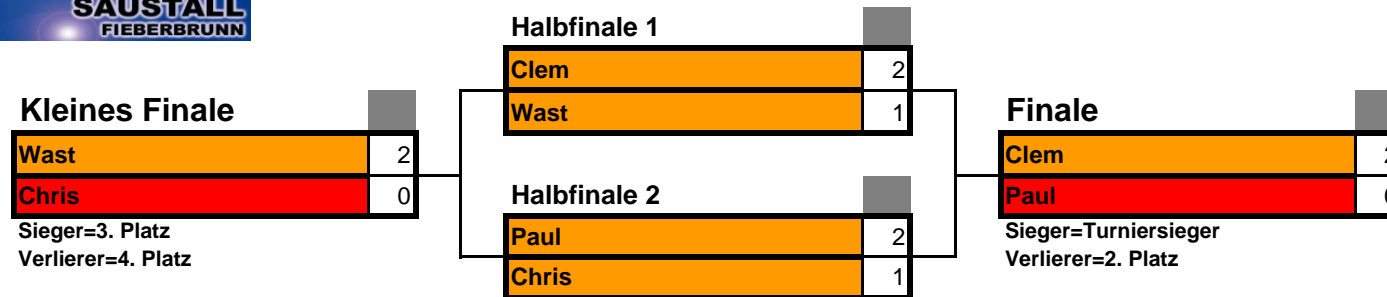 SAUSTALL
FIEBERBRUNN
Halbfinale 1
Clem 2
Wast 1
Kleines Finale
Wast 2
Chris 0
Sieger=3. Platz
Verlierer=4. Platz
Halbfinale 2
Paul 2
Chris 1
Finale
Clem
Paul
Sieger=Turniersieger
Verlierer=2. Platz